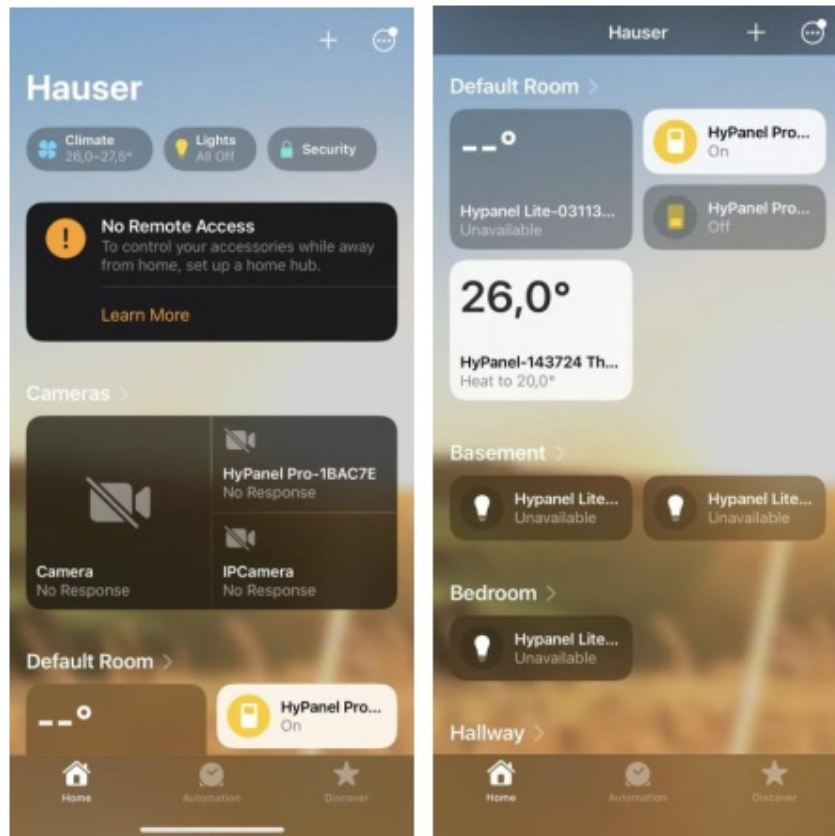 Hauser
Climate
26,0–27,5°
Lights
All Off
Security
No Remote Access
To control your accessories while away
from home, set up a home hub.
Learn More
Cameras
HyPanel Pro-1BAC7E
No Response
Camera
No Response
IPCamera
No Response
Default Room
--°
HyPanel Pro...
On
Home
Automation
Discover
Hauser
Default Room
--°
Hypanel Lite-03113...
Unavailable
HyPanel Pro...
On
HyPanel Pro...
Off
26,0°
HyPanel-143724 Th...
Heat to 20,0°
Basement
Hypanel Lite...
Unavailable
Hypanel Lite...
Unavailable
Bedroom
Hypanel Lite...
Unavailable
Hallway
Home
Automation
Discover